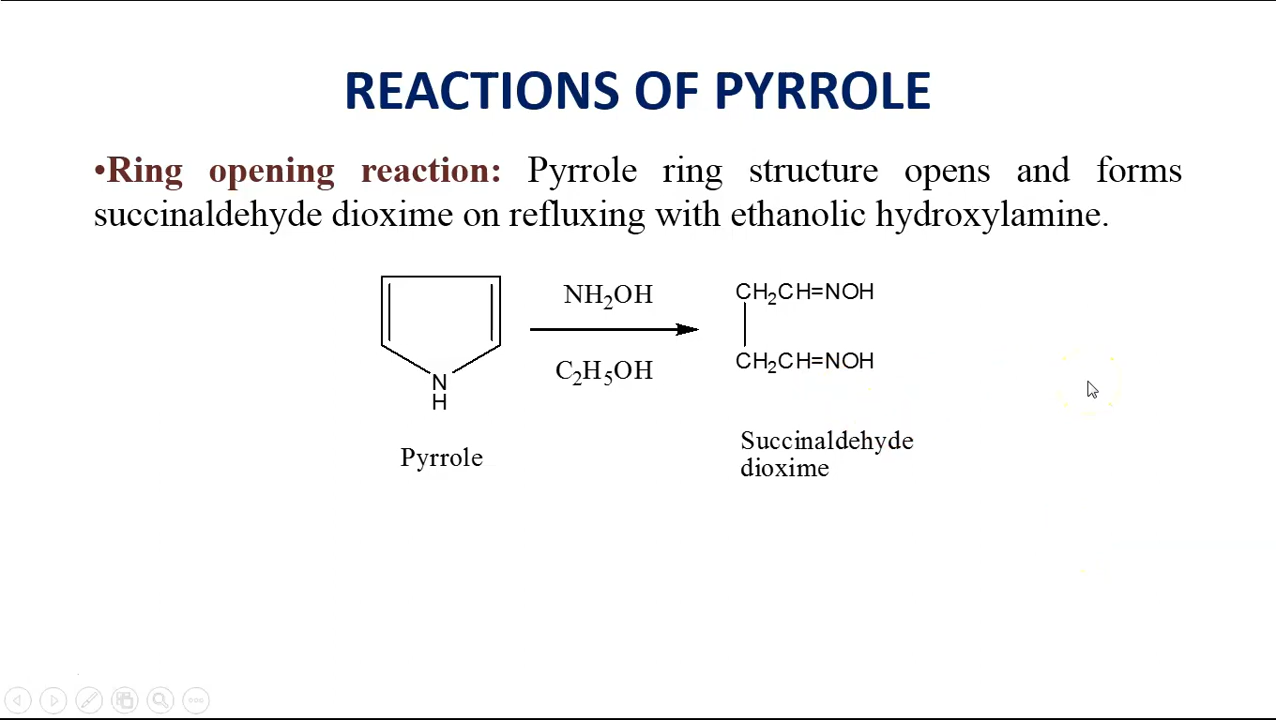 REACTIONS OF PYRROLE
•Ring opening reaction: Pyrrole ring structure opens and forms
succinaldehyde dioxime on refluxing with ethanolic hydroxylamine.
NH₂OH
C₂H₅OH
N
H
CH₂CH=NOH
CH₂CH=NOH
Pyrrole
Succinaldehyde
dioxime